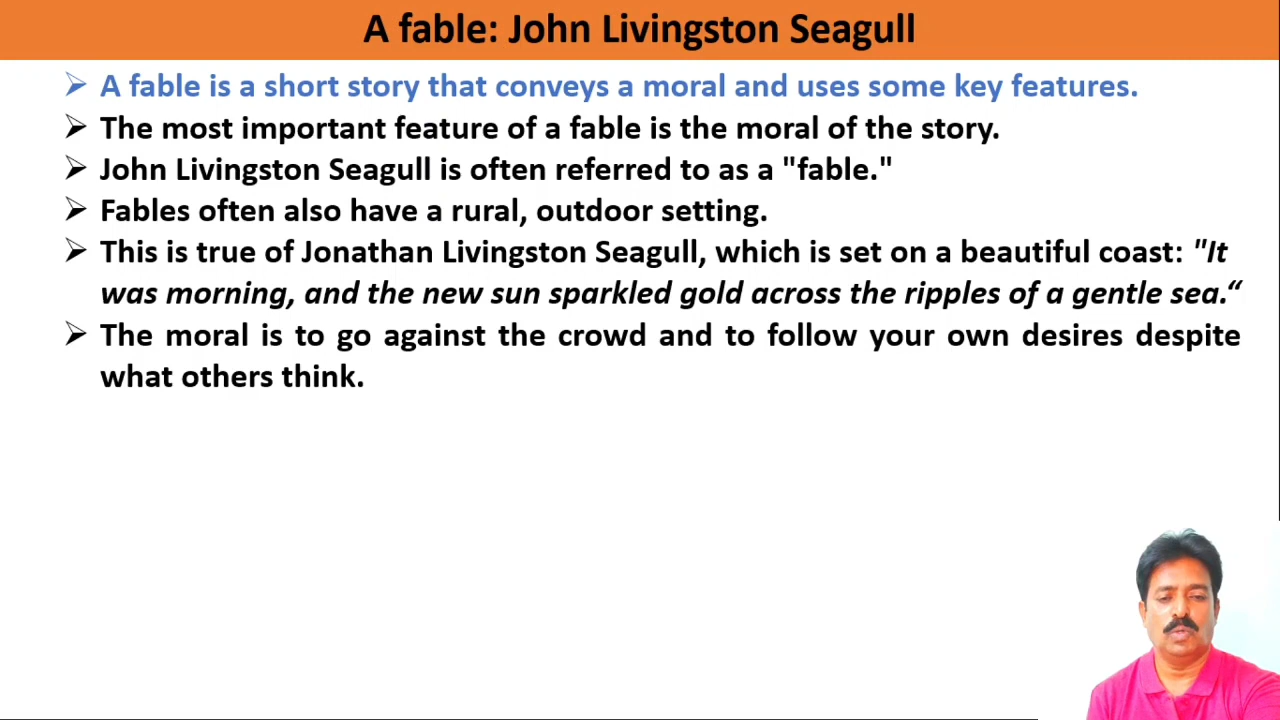 A fable: John Livingston Seagull
➢ A fable is a short story that conveys a moral and uses some key features.
➢ The most important feature of a fable is the moral of the story.
➢ John Livingston Seagull is often referred to as a "fable."
➢ Fables often also have a rural, outdoor setting.
➢ This is true of Jonathan Livingston Seagull, which is set on a beautiful coast: "It
was morning, and the new sun sparkled gold across the ripples of a gentle sea.“
➢ The moral is to go against the crowd and to follow your own desires despite
what others think.